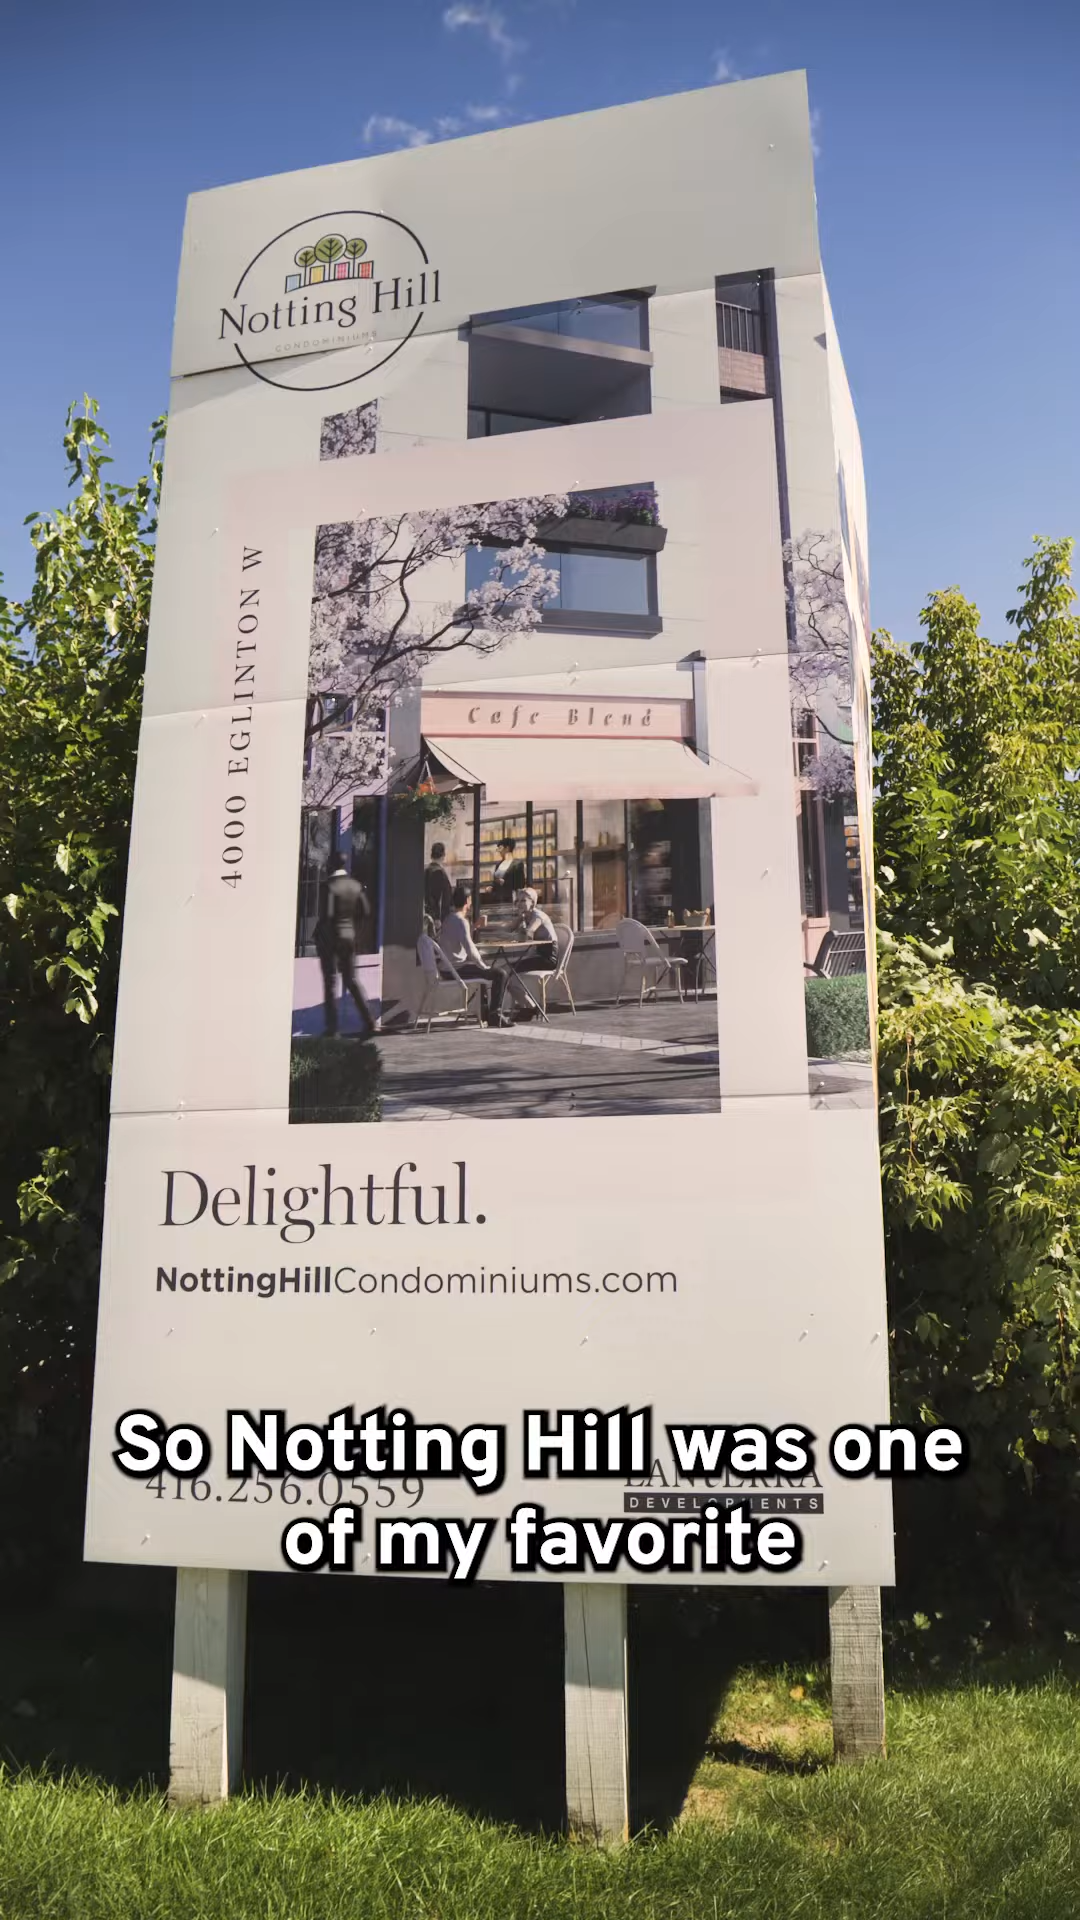 Notting Hill
CONDOMINIUMS
4000 EGLINTON W
Cafe Blend
Delightful.
NottingHillCondominiums.com
So Notting Hill was one
of my favorite
416.256.0559
LANTERRA
DEVELOPMENTS